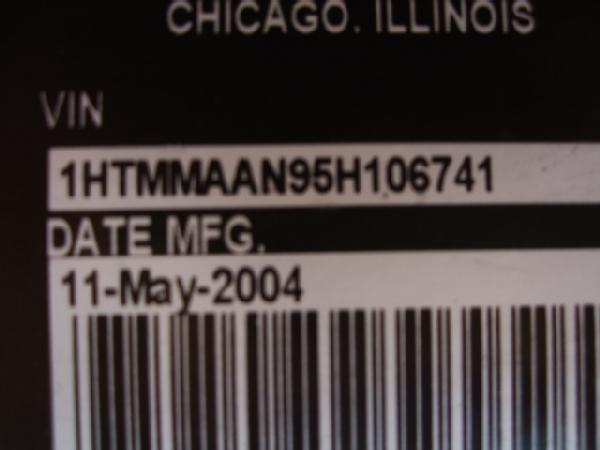 CHICAGO. ILLINOIS
VIN
1HTMMAAN95H106741
DATE MFG.
11-May-2004